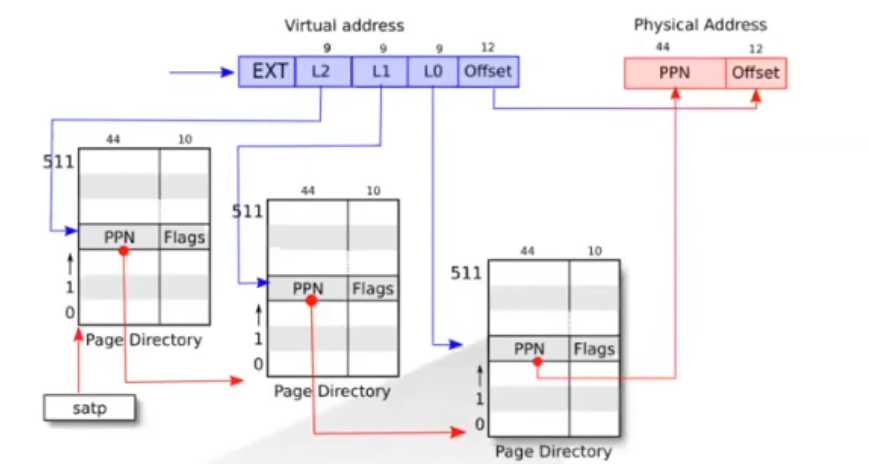 Virtual address
9 9 9 12
EXT L2 L1 L0 Offset
Physical Address
44 12
PPN Offset
44 10
511
PPN Flags
1
0
Page Directory
satp
44 10
511
PPN Flags
1
0
Page Directory
44 10
511
PPN Flags
1
0
Page Directory